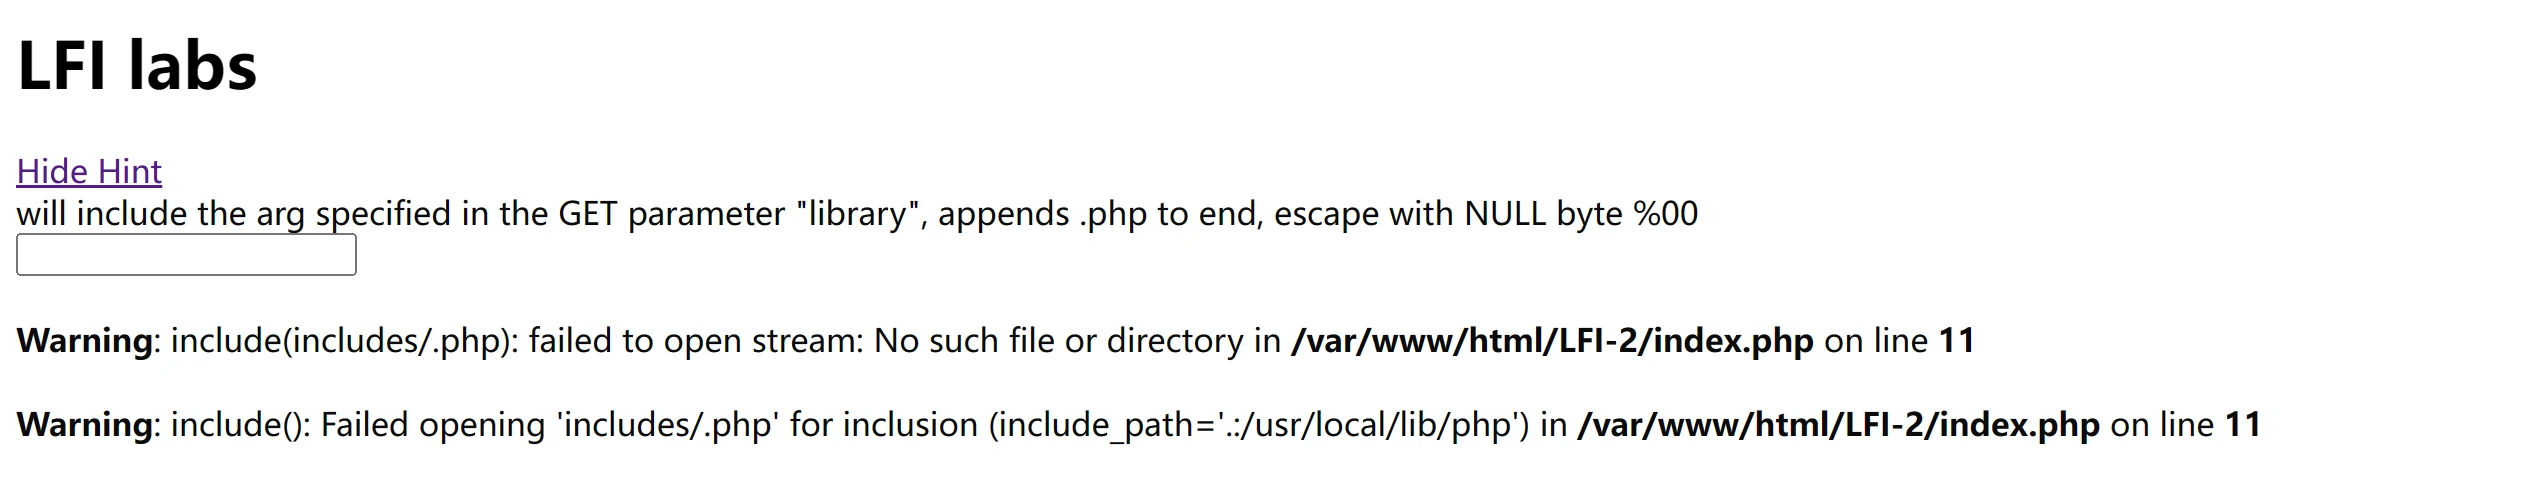 LFI labs
Hide Hint
will include the arg specified in the GET parameter "library", appends .php to end, escape with NULL byte %00
Warning: include(includes/.php): failed to open stream: No such file or directory in /var/www/html/LFI-2/index.php on line 11
Warning: include(): Failed opening 'includes/.php' for inclusion (include_path='.:/usr/local/lib/php') in /var/www/html/LFI-2/index.php on line 11